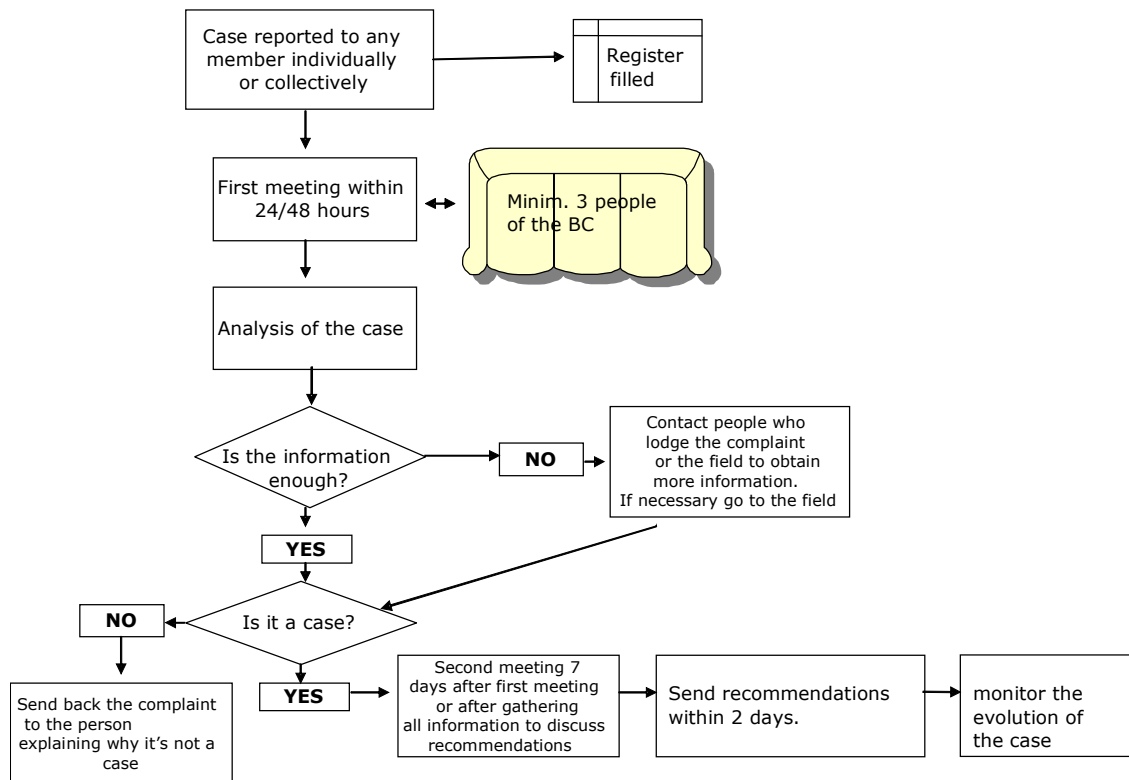 Case reported to any
member individually
or collectively
Register
filled
First meeting within
24/48 hours
Minim. 3 people
of the BC
Analysis of the case
Is the information
enough?
NO
Contact people who
lodge the complaint
or the field to obtain
more information.
If necessary go to the field
YES
Is it a case?
NO
Send back the complaint
to the person
explaining why it’s not a
case
YES
Second meeting 7
days after first meeting
or after gathering
all information to discuss
recommendations
Send recommendations
within 2 days.
monitor the
evolution of
the case